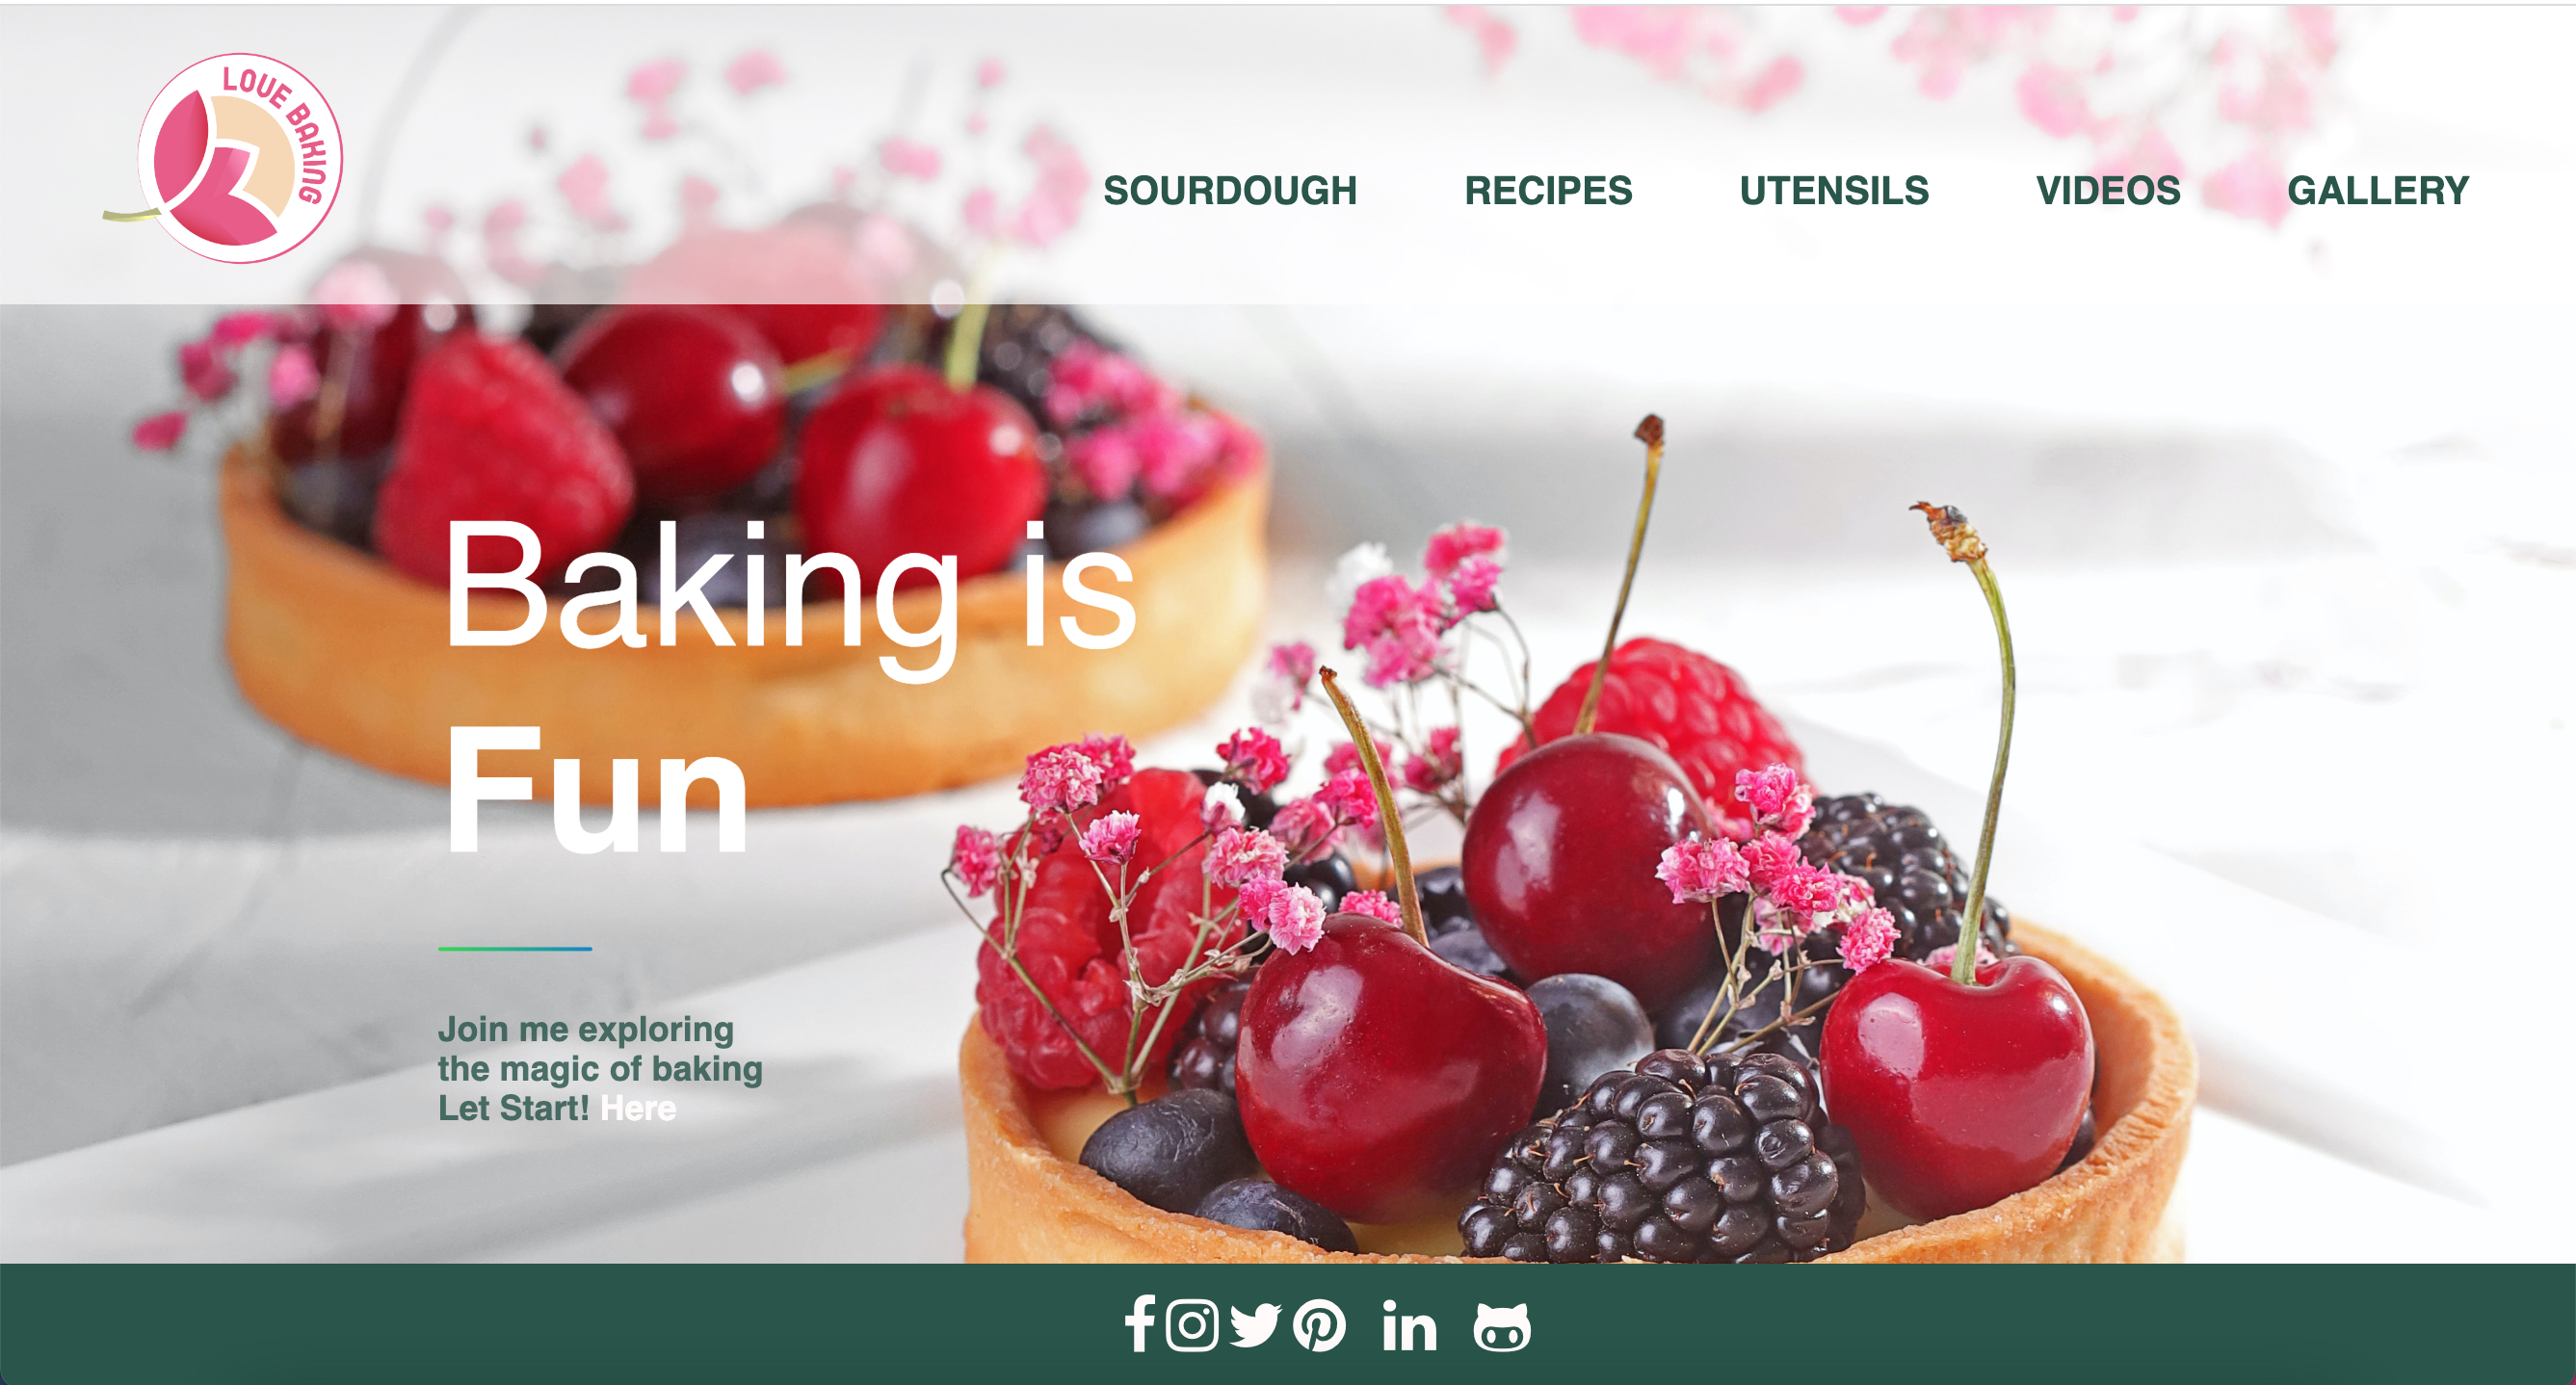 LOVE BAKING
SOURDOUGH RECIPES UTENSILS VIDEOS GALLERY
Baking is
Fun
Join me exploring
the magic of baking
Let Start! Here